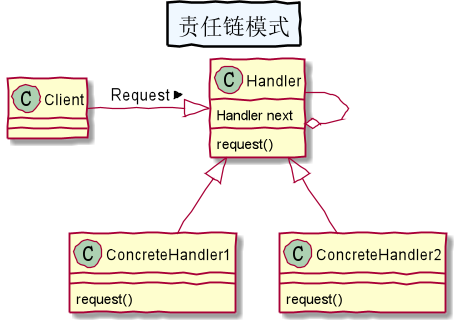 责任链模式
C Client
Request
C Handler
Handler next
request()
C ConcreteHandler1
request()
C ConcreteHandler2
request()